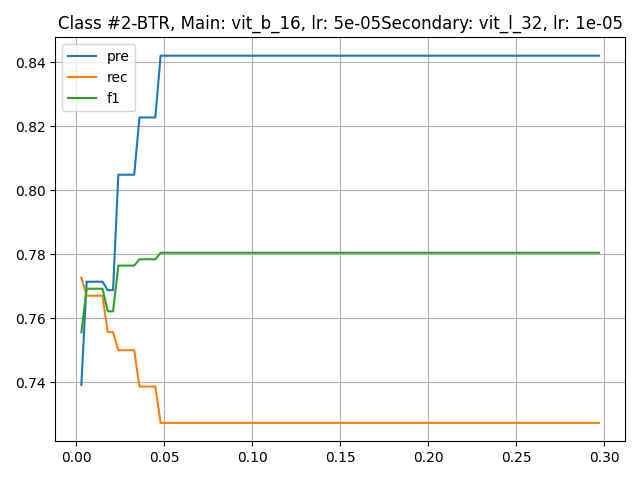 Class #2-BTR, Main: vit_b_16, lr: 5e-05Secondary: vit_l_32, lr: 1e-05
pre
rec
f1
0.84
0.82
0.80
0.78
0.76
0.74
0.00 0.05 0.10 0.15 0.20 0.25 0.30